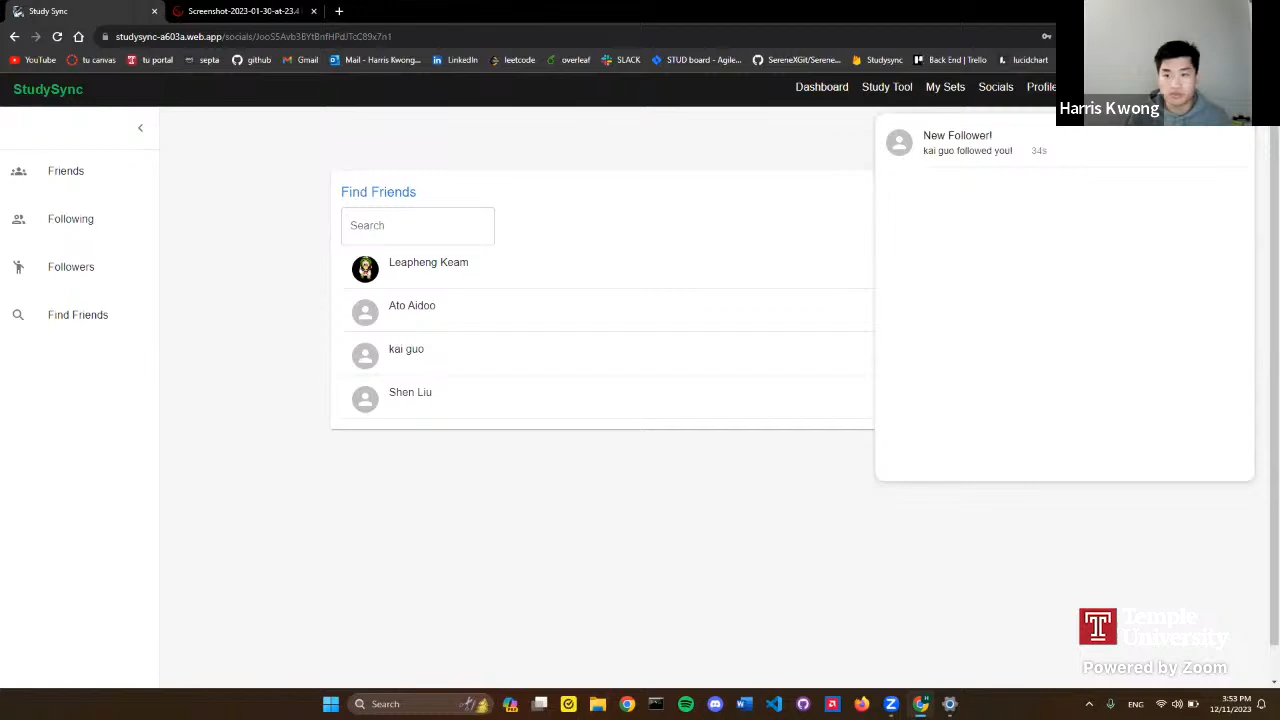 Study Sync
Screenshot-2023-01-30-at-23.4
studysync-a603a.web.app/socials/JooS5Avb3BYtBnfHPdJTcC89x7n1
YouTube
tu canvas
tu portal
septa
github
Gmail
Mail - Harris Kwong...
LinkedIn
leetcode
overleaf
SLACK
STUD board - Agile...
SereneXGit/Serene...
Studysync
Back End | Trello
lucidchart
StudySync
Dashboard
Study Tool
My Sets
Socials
Profile
Harris Kwong
Friends
Following
Followers
Find Friends
Find Friends
Search
Leapheng Keam
Ato Aidoo
kai guo
Shen Liu
New Follower!
kai guo followed you! 34s
Temple
University
Powered by Zoom
Search
ENG
3:53 PM
12/11/2023